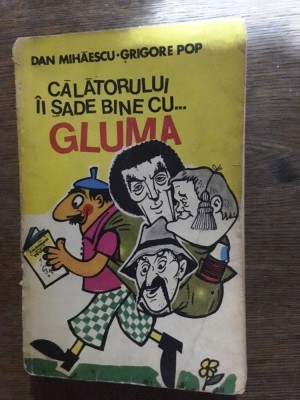 DAN MIHĂESCU · GRIGORE POP
CĂLĂTORULUI
ÎI ȘADE BINE CU...
GLUMA